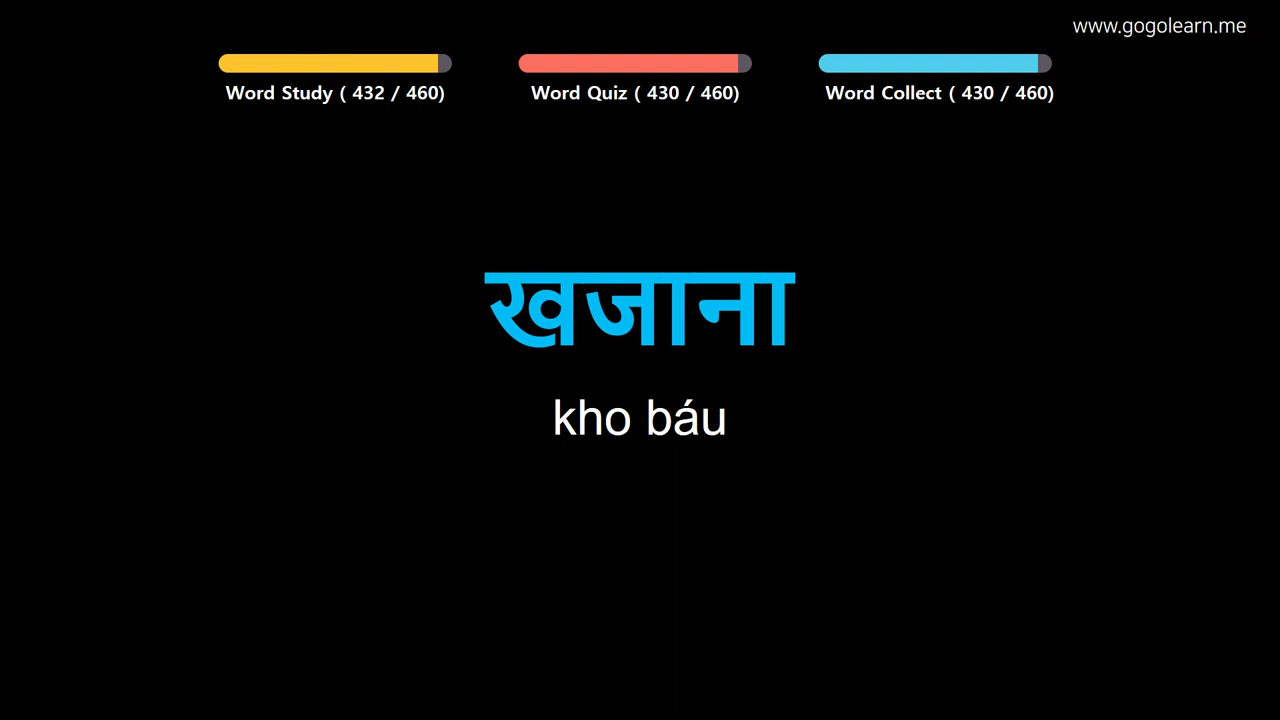 www.gogolearn.me
Word Study ( 432 / 460)
Word Quiz ( 430 / 460)
Word Collect ( 430 / 460)
खजाना
kho báu